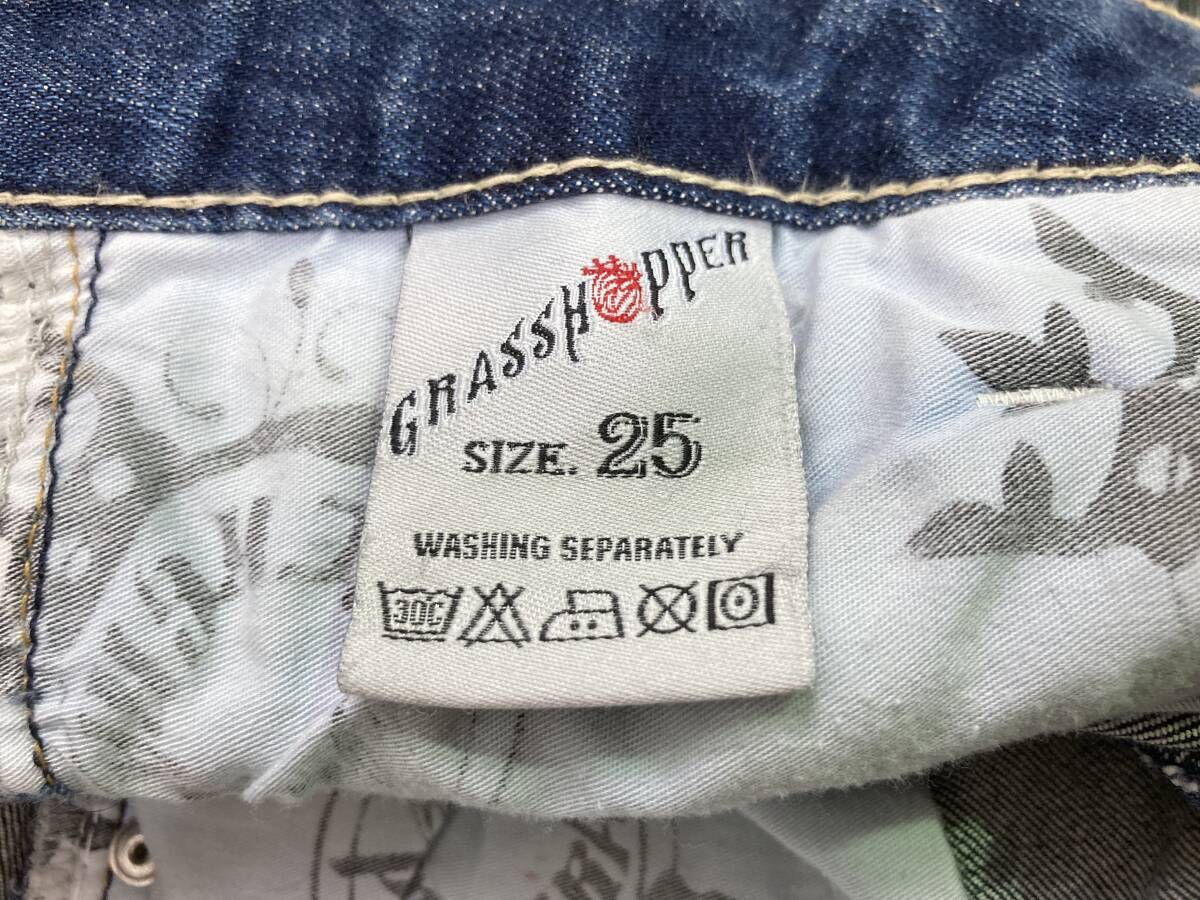 GRASSHOPPER
SIZE. 25
WASHING SEPARATELY
30C